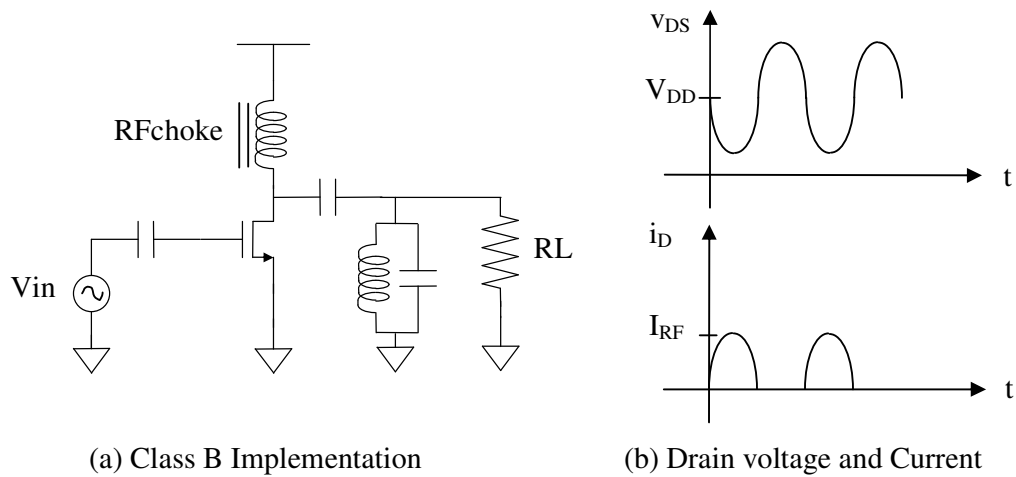 RFchoke
Vin
RL
(a) Class B Implementation
vDS
VDD
t
iD
IRF
t
(b) Drain voltage and Current